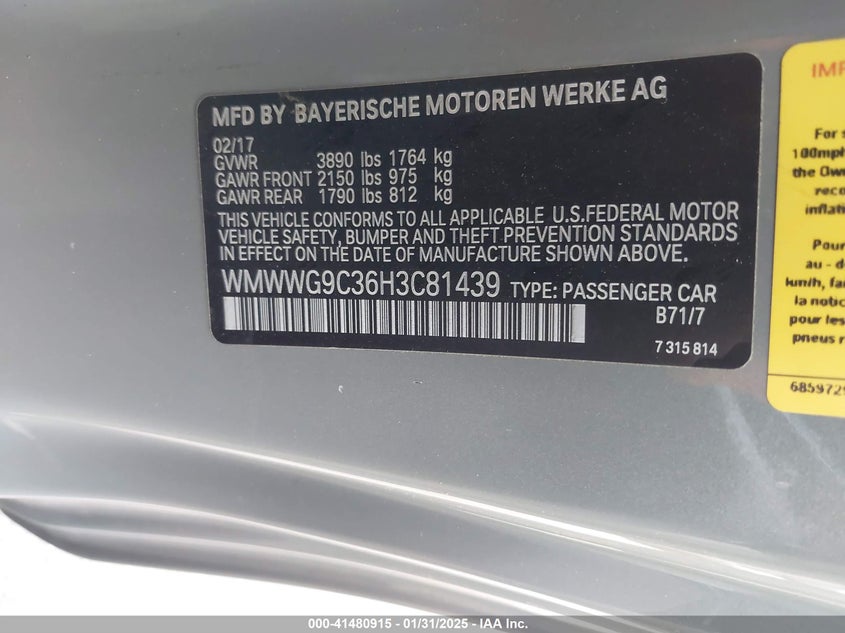 MFD BY BAYERISCHE MOTOREN WERKE AG
02/17
GVWR 3890 lbs 1764 kg
GAWR FRONT 2150 lbs 975 kg
GAWR REAR 1790 lbs 812 kg
THIS VEHICLE CONFORMS TO ALL APPLICABLE U.S.FEDERAL MOTOR
VEHICLE SAFETY, BUMPER AND THEFT PREVENTION STANDARDS
IN EFFECT ON THE DATE OF MANUFACTURE SHOWN ABOVE.
WMWWG9C36H3C81439 TYPE: PASSENGER CAR
B71/7
7 315 814
For
100mph
the
inflati
Pour
au - d
km/h, fa
la notic
pour les
pneus r
685972
000-41480915 - 01/31/2025 - IAA Inc.